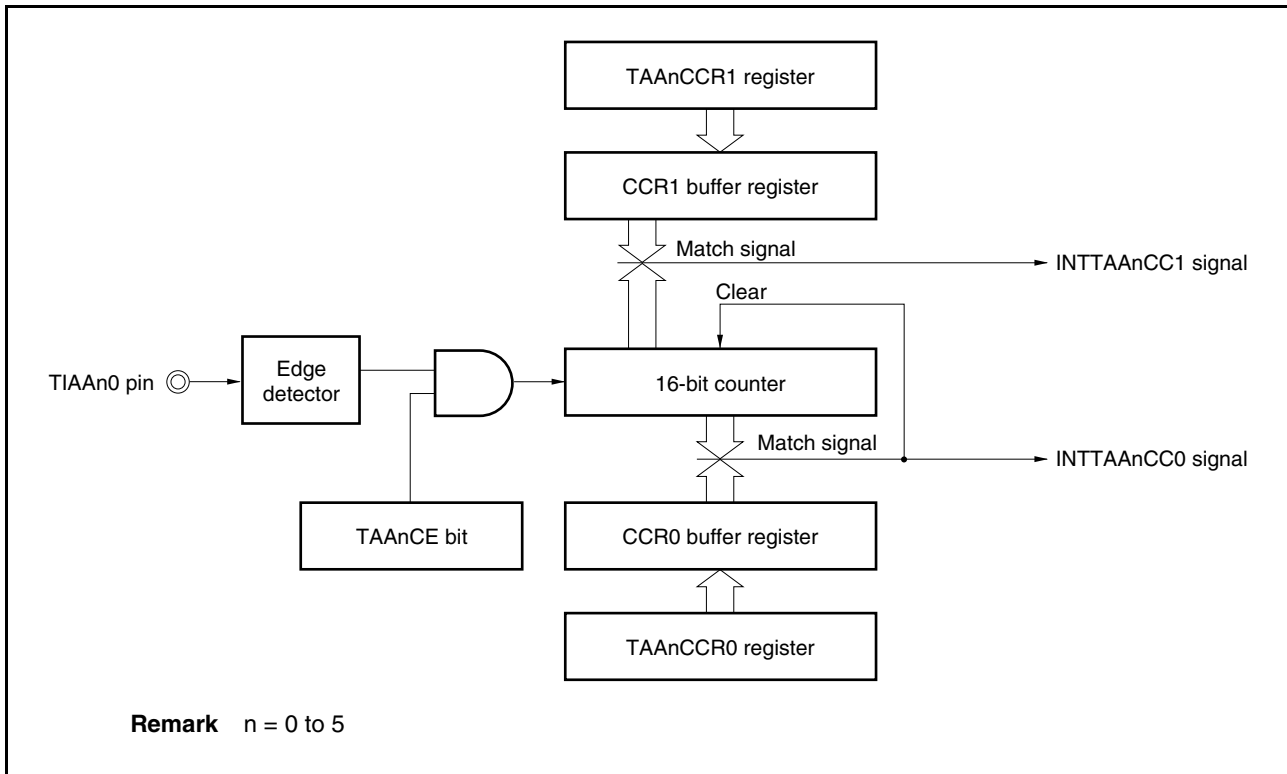 TAAnCCR1 register
CCR1 buffer register
Match signal
INTTAAnCC1 signal
Clear
TIAAn0 pin
Edge
detector
16-bit counter
Match signal
INTTAAnCC0 signal
TAAnCE bit
CCR0 buffer register
TAAnCCR0 register
Remark n = 0 to 5